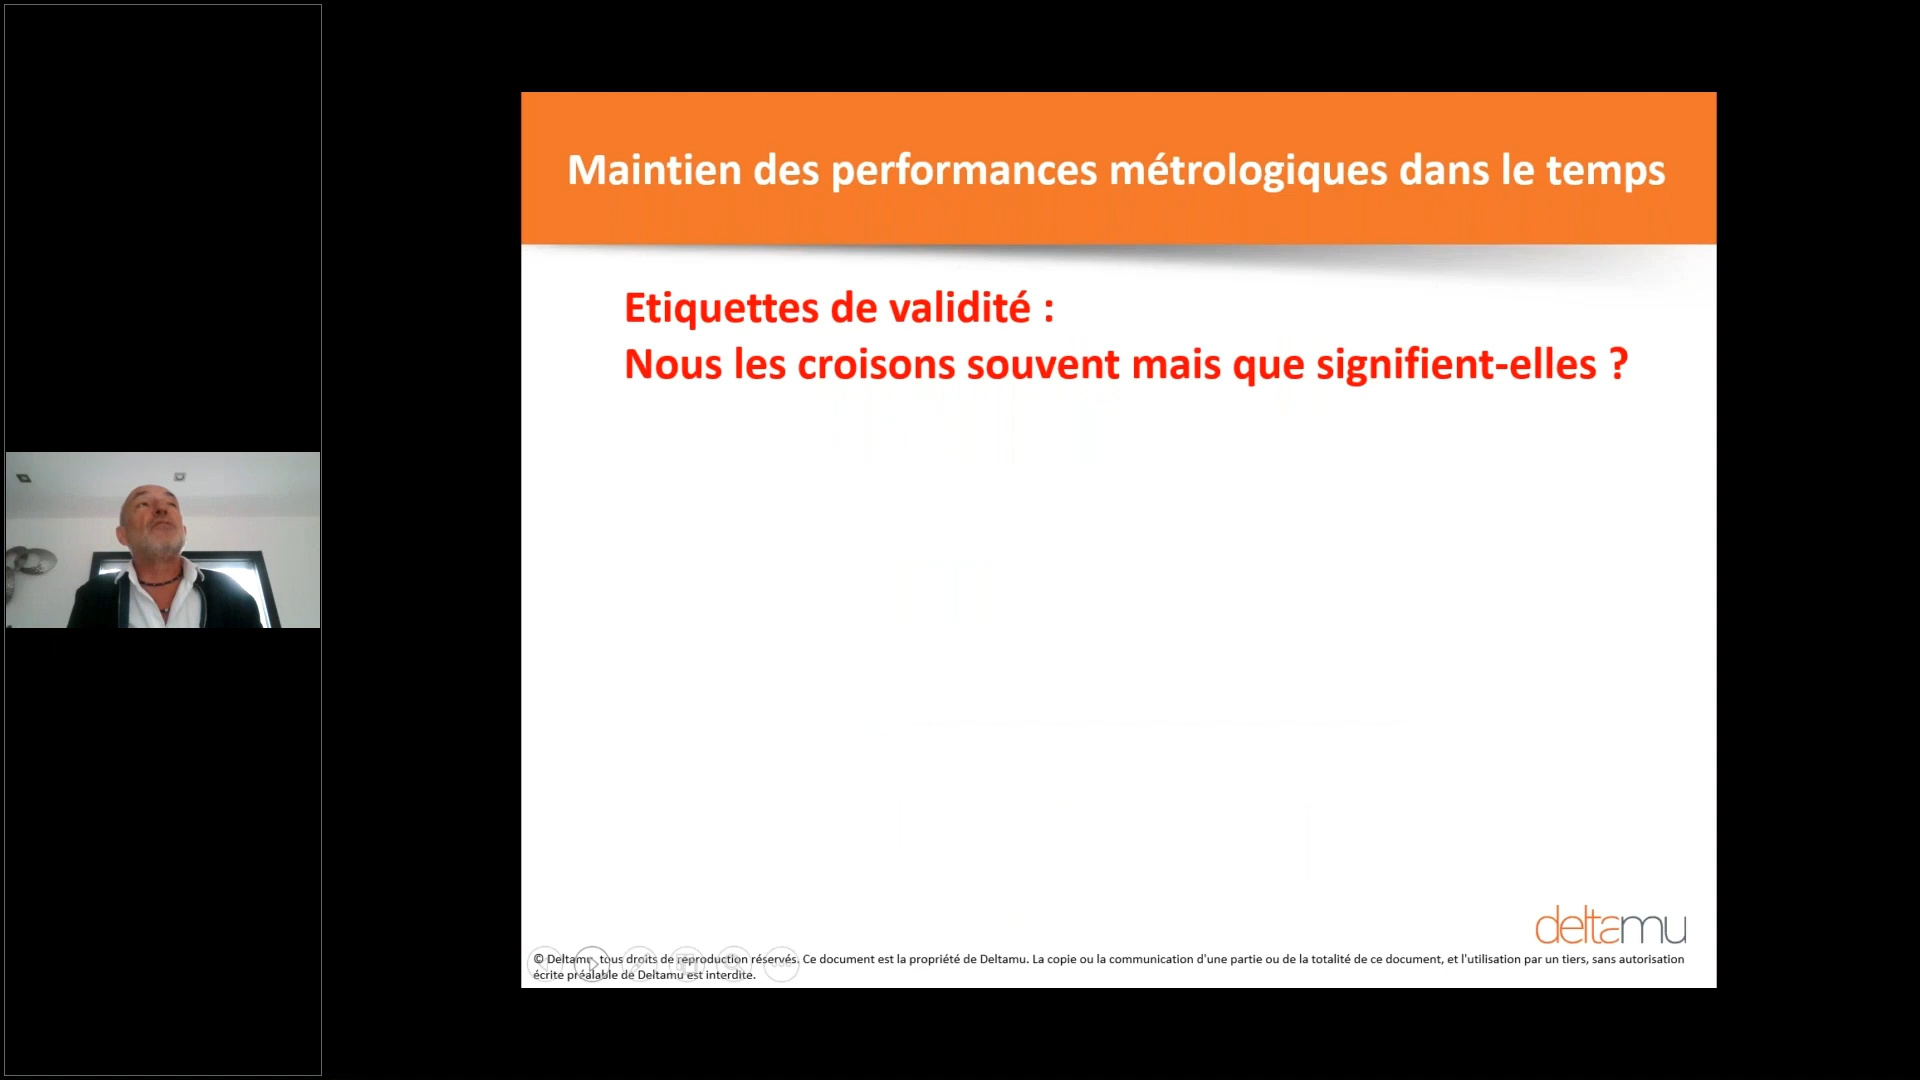 Maintien des performances métrologiques dans le temps
Etiquettes de validité :
Nous les croisons souvent mais que signifient-elles ?
deltamu
© Deltamu, tous droits de reproduction réservés. Ce document est la propriété de Deltamu. La copie ou la communication d'une partie ou de la totalité de ce document, et l'utilisation par un tiers, sans autorisation
écrite préalable de Deltamu est interdite.